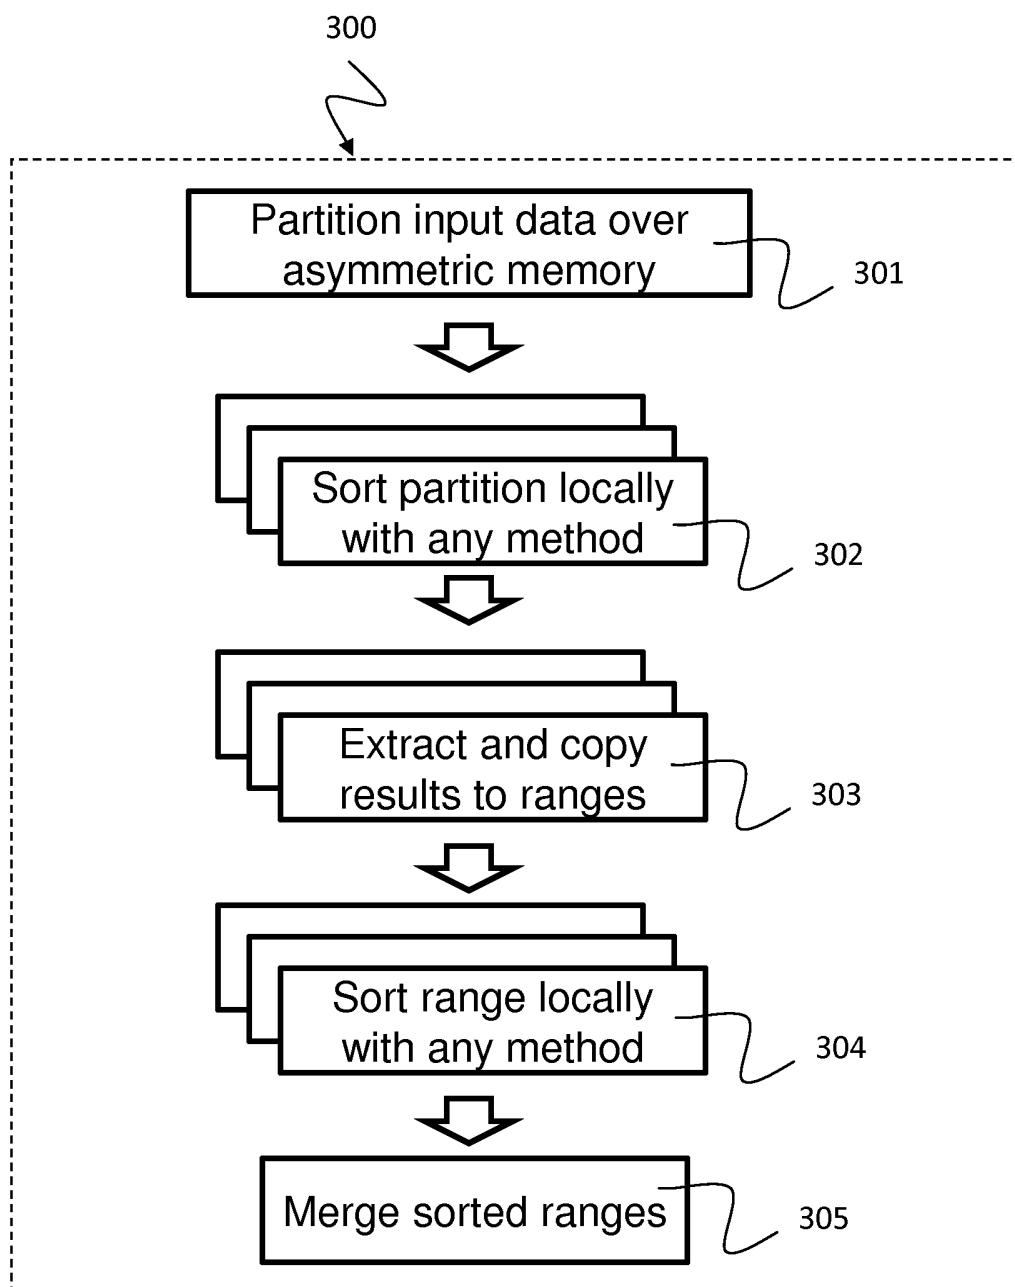 300
Partition input data over
asymmetric memory
301
Sort partition locally
with any method
302
Extract and copy
results to ranges
303
Sort range locally
with any method
304
Merge sorted ranges
305